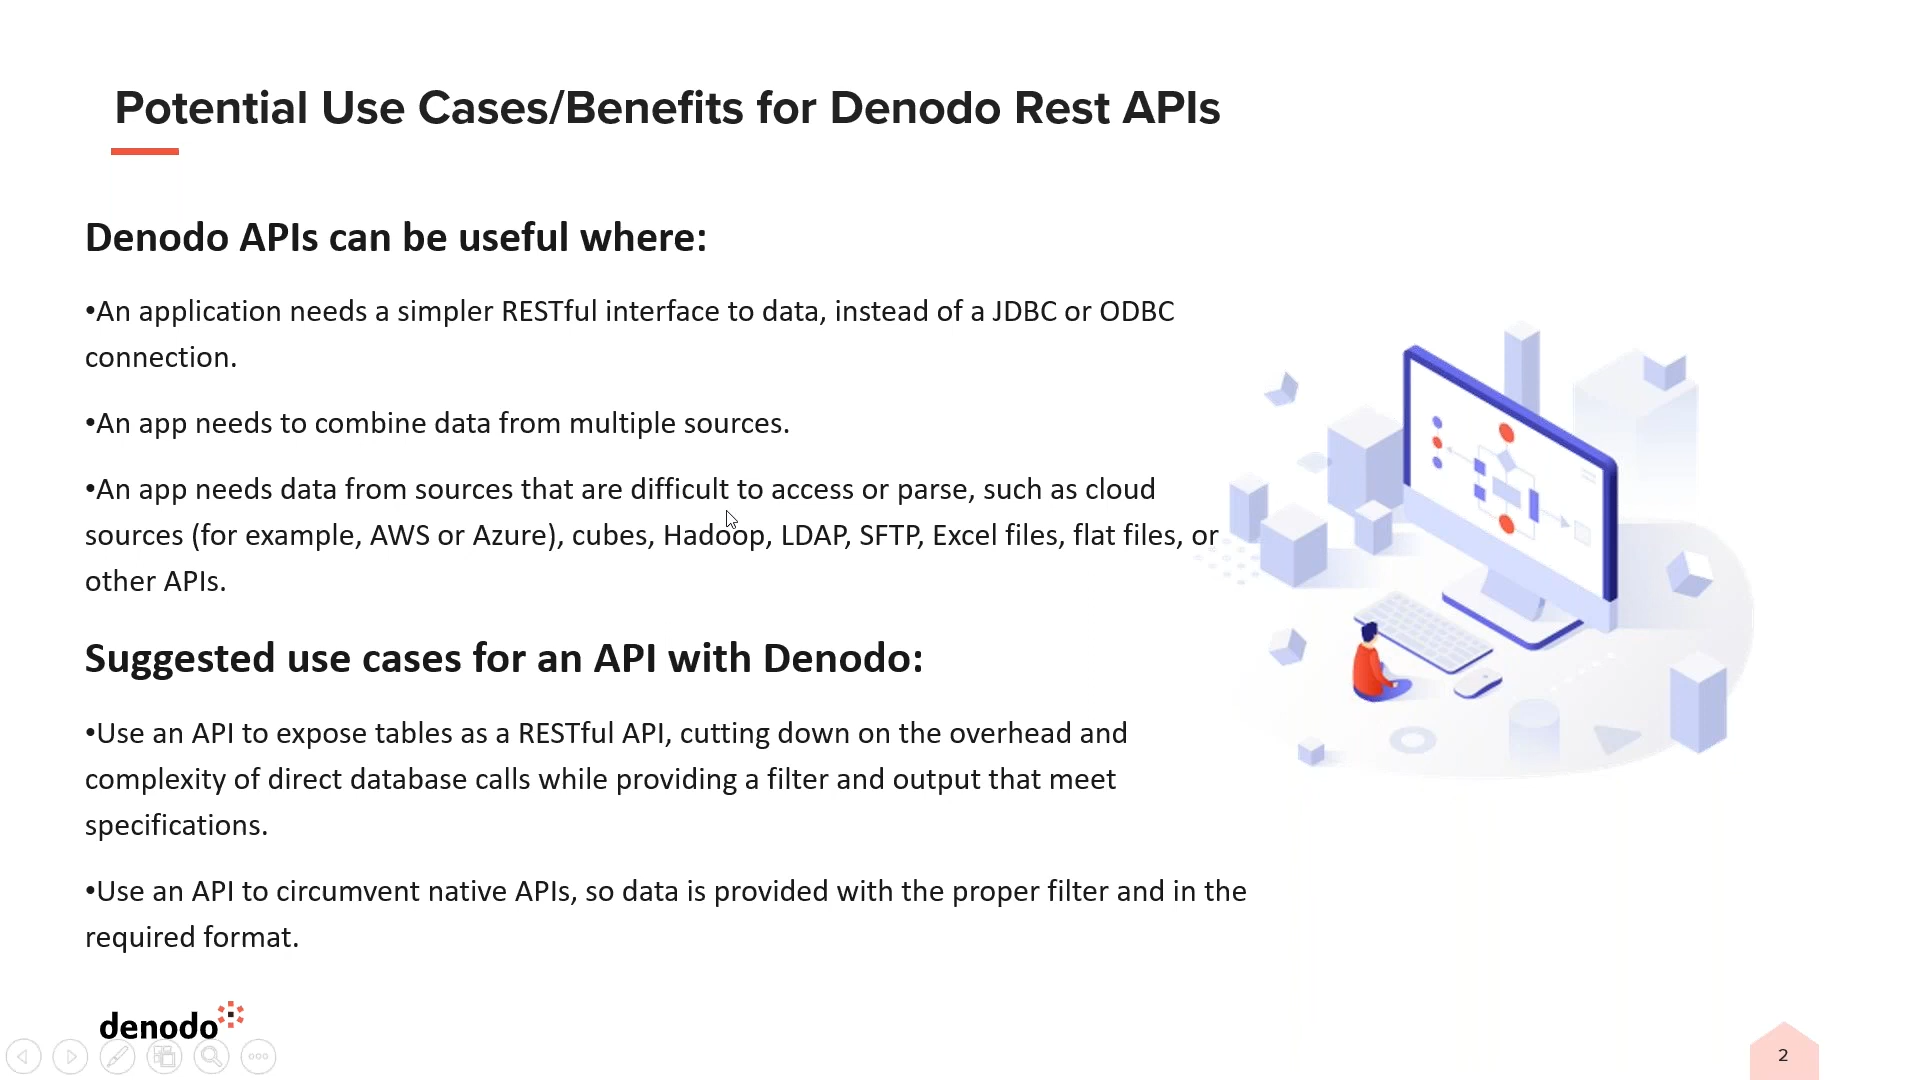 Potential Use Cases/Benefits for Denodo Rest APIs
Denodo APIs can be useful where:
•An application needs a simpler RESTful interface to data, instead of a JDBC or ODBC
connection.
•An app needs to combine data from multiple sources.
•An app needs data from sources that are difficult to access or parse, such as cloud
sources (for example, AWS or Azure), cubes, Hadoop, LDAP, SFTP, Excel files, flat files, or
other APIs.
Suggested use cases for an API with Denodo:
•Use an API to expose tables as a RESTful API, cutting down on the overhead and
complexity of direct database calls while providing a filter and output that meet
specifications.
•Use an API to circumvent native APIs, so data is provided with the proper filter and in the
required format.
denodo
2